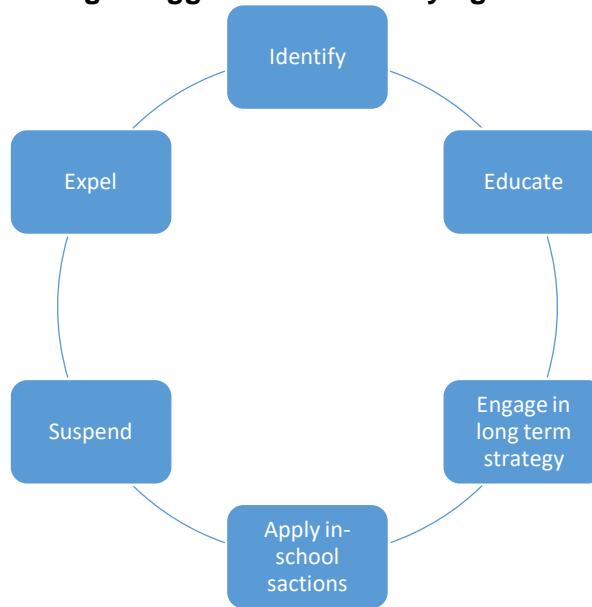 Identify
Educate
Engage in
long term
strategy
Apply in-
school
sactions
Suspend
Expel